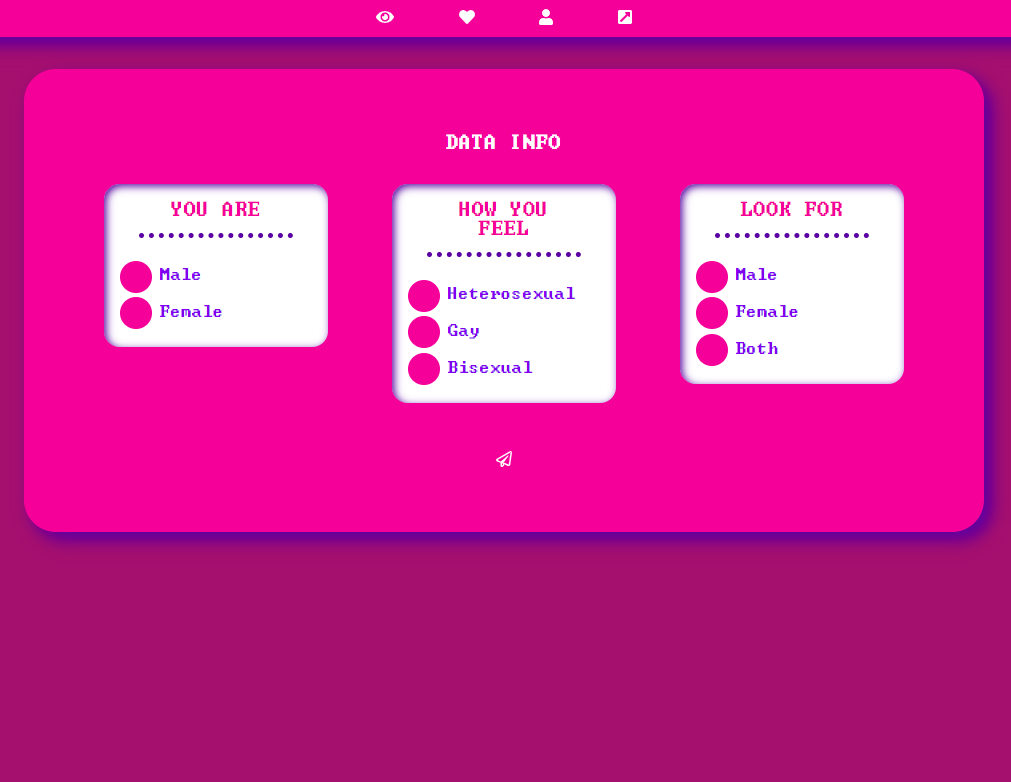 DATA INFO
YOU ARE
Male
Female
HOW YOU
FEEL
Heterosexual
Gay
Bisexual
LOOK FOR
Male
Female
Both